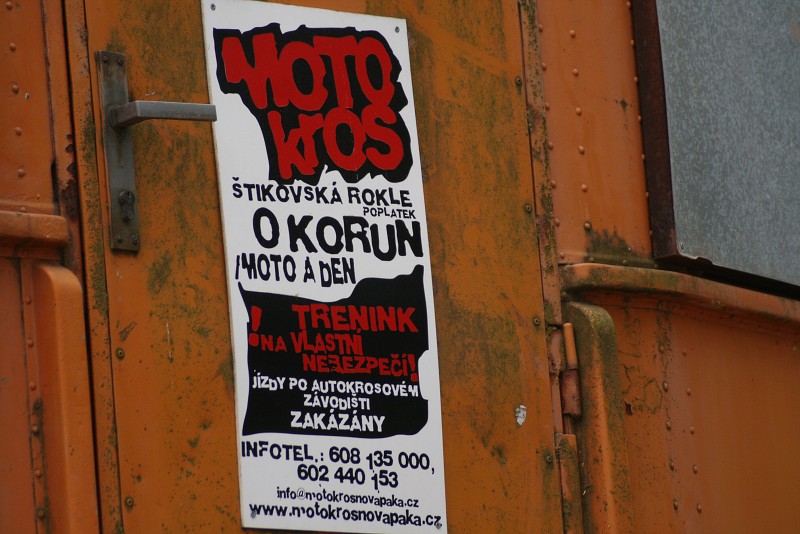 MOTO
kros
ŠTIKOVSKÁ ROKLE
POPLATEK
0 KORUN
/MOTO A DEN
! TRENINK
NA VLASTNÍ
NEBEZPEČÍ!
JÍZDY PO AUTOKROSOVÉM
ZÁVODIŠTI
ZAKÁZÁNY
INFOTEL.: 608 135 000,
602 440 153
info@motokrosnovapaka.cz
www.motokrosnovapaka.cz